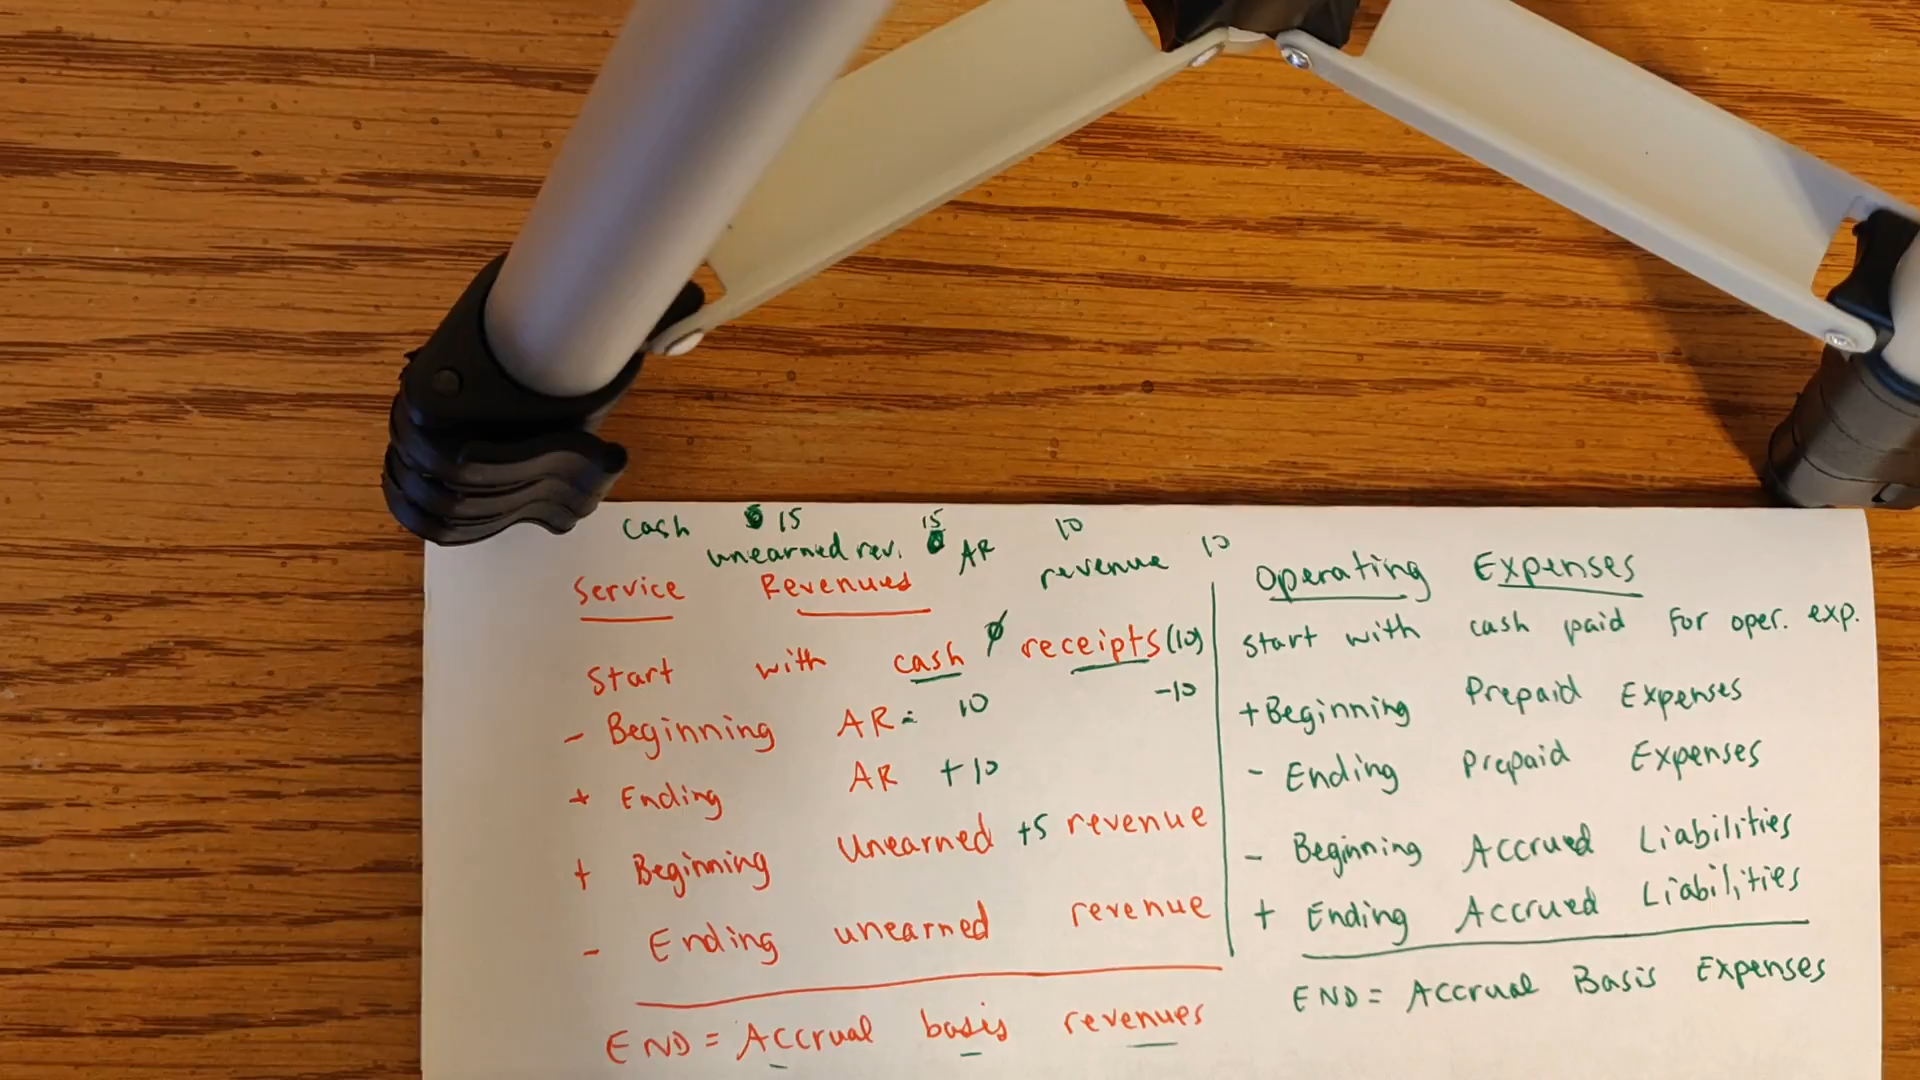 cash 15
unearned rev. 15
AR 10
revenue 10
Service Revenues
Start with cash receipts (10)
-10
- Beginning AR = 10
+ Ending AR +10
+ Beginning Unearned +5 revenue
- Ending unearned revenue
END = Accrual basis revenues
Operating Expenses
Start with cash paid for oper. exp.
+ Beginning Prepaid Expenses
- Ending Prepaid Expenses
- Beginning Accrued Liabilities
+ Ending Accrued Liabilities
END = Accrual Basis Expenses